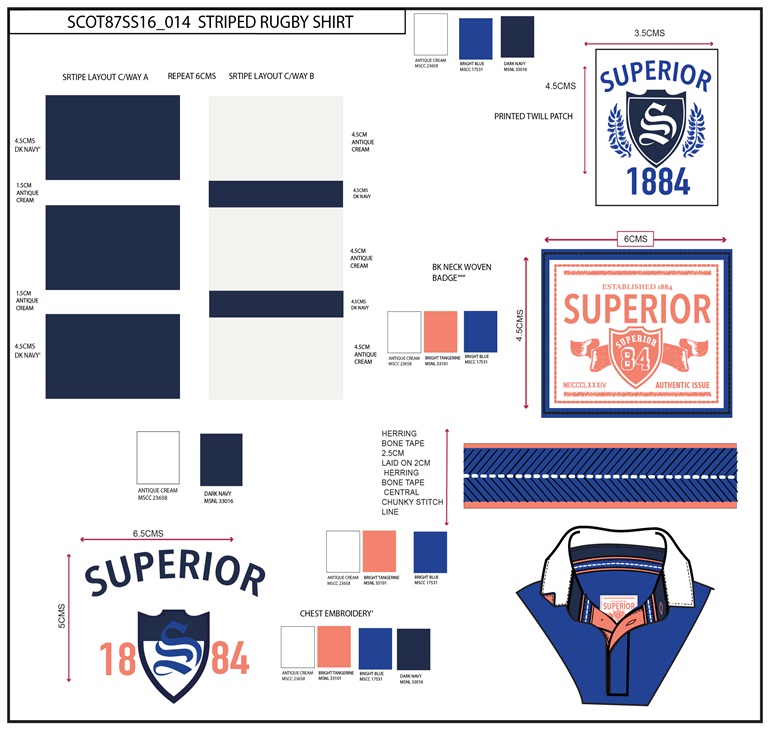 SCOT87SS16_014 STRIPED RUGBY SHIRT
ANTIQUE CREAM
MSCC 23658
BRIGHT BLUE
MSCC 17531
DARK NAVY
MSNL 33016
3.5CMS
4.5CMS
PRINTED TWILL PATCH
SUPERIOR
S
1884
SRTIPE LAYOUT C/WAY A
REPEAT 6CMS
SRTIPE LAYOUT C/WAY B
4.5CMS
DK NAVY'
1.5CM
ANTIQUE
CREAM
1.5CM
ANTIQUE
CREAM
4.5CMS
DK NAVY'
4.5CM
ANTIQUE
CREAM
4.5CMS
DK NAVY
4.5CM
ANTIQUE
CREAM
4.5CMS
DK NAVY
4.5CM
ANTIQUE
CREAM
BK NECK WOVEN
BADGE
ANTIQUE CREAM
MSCC 23658
BRIGHT TANGERINE
MSNL 33101
BRIGHT BLUE
MSCC 17531
6CMS
4.5CMS
ESTABLISHED 1884
SUPERIOR
SUPERIOR
84
MDCCCLXXXIV
AUTHENTIC ISSUE
HERRING
BONE TAPE
2.5CM
LAID ON 2CM
HERRING
BONE TAPE
CENTRAL
CHUNKY STITCH
LINE
ANTIQUE CREAM
MSCC 23658
DARK NAVY
MSNL 33016
6.5CMS
5CMS
SUPERIOR
18 S 84
ANTIQUE CREAM
MSCC 23658
BRIGHT TANGERINE
MSNL 33101
BRIGHT BLUE
MSCC 17531
CHEST EMBROIDERY'
ANTIQUE CREAM
MSCC 23658
BRIGHT TANGERINE
MSNL 33101
BRIGHT BLUE
MSCC 17531
DARK NAVY
MSNL 33016
SUPERIOR